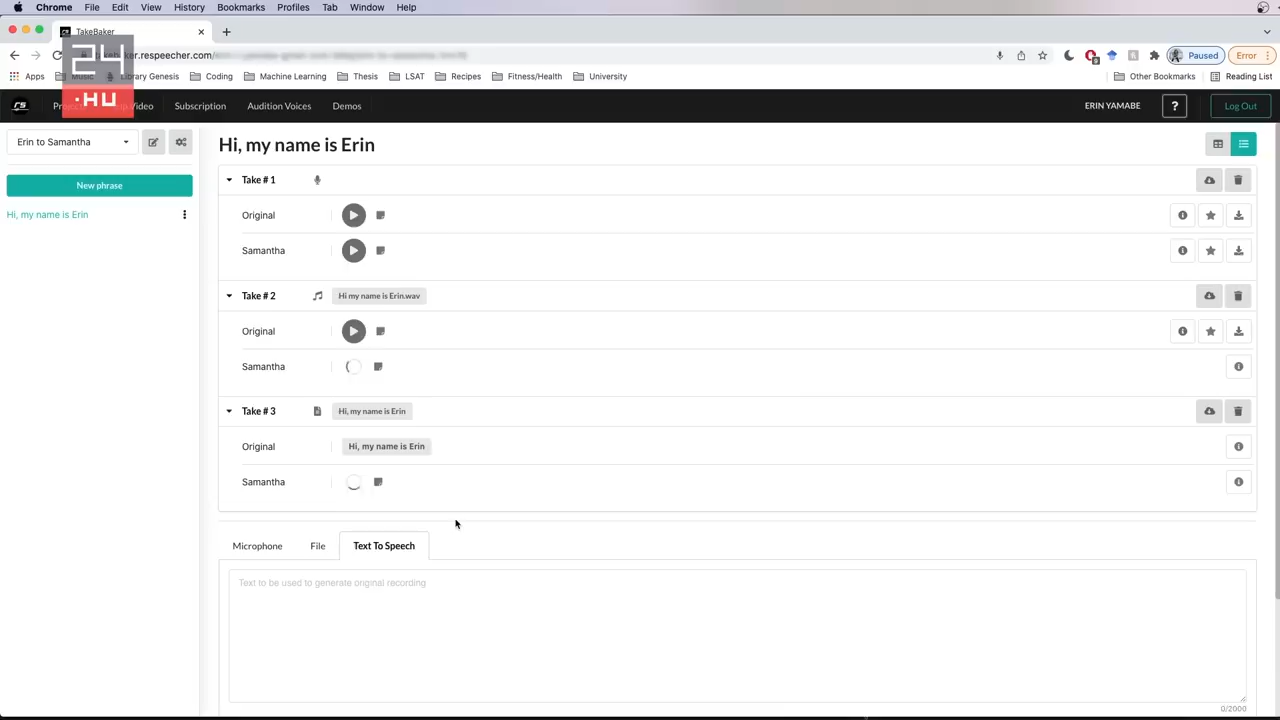 Chrome File Edit View History Bookmarks Profiles Tab Window Help
TakeBaker
takebaker.respeecher.com/
Paused Error
Apps Music Library Genesis Coding Machine Learning Thesis LSAT Recipes Fitness/Health University Other Bookmarks Reading List
24
.HU
Video Subscription Audition Voices Demos ERIN YAMABE ? Log Out
Erin to Samantha
New phrase
Hi, my name is Erin
Hi, my name is Erin
Take # 1
Original
Samantha
Take # 2 Hi my name is Erin.wav
Original
Samantha
Take # 3 Hi, my name is Erin
Original Hi, my name is Erin
Samantha
Microphone File Text To Speech
Text to be used to generate original recording
0/2000